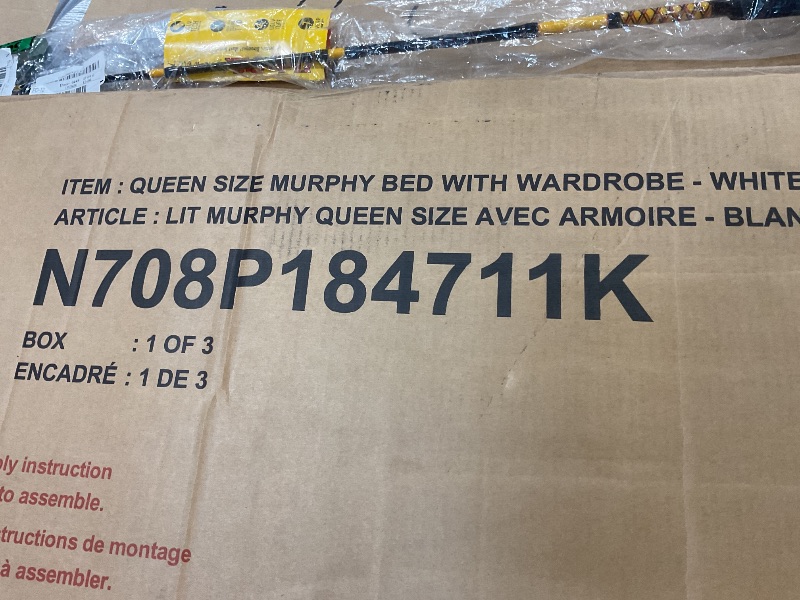 ITEM : QUEEN SIZE MURPHY BED WITH WARDROBE - WHITE
ARTICLE : LIT MURPHY QUEEN SIZE AVEC ARMOIRE - BLAN
N708P184711K
BOX : 1 OF 3
ENCADRÉ : 1 DE 3
bly instruction
to assemble.
structions de montage
à assembler.